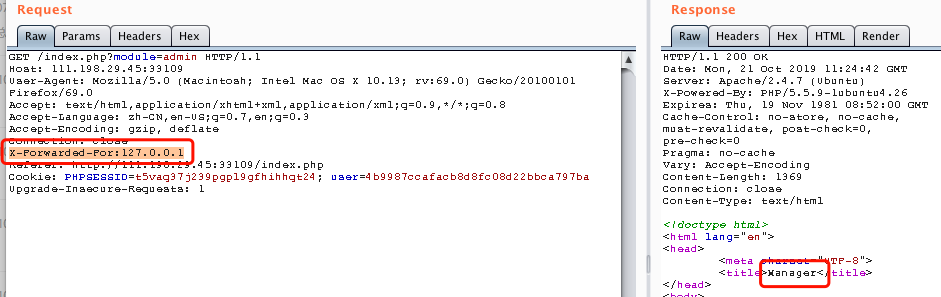 Request
Raw Params Headers Hex
GET /index.php?module=admin HTTP/1.1
Host: 111.198.29.45:33109
User-Agent: Mozilla/5.0 (Macintosh; Intel Mac OS X 10.13; rv:69.0) Gecko/20100101
Firefox/69.0
Accept: text/html,application/xhtml+xml,application/xml;q=0.9,*/*;q=0.8
Accept-Language: zh-CN,en-US;q=0.7,en;q=0.3
Accept-Encoding: gzip, deflate
Connection: close
X-Forwarded-For:127.0.0.1
Referer: http://111.198.29.45:33109/index.php
Cookie: PHPSESSID=t5vaq37j239pgpl9gfhihhqt24; user=4b9987ccafacb8d8fc08d22bbca797ba
Upgrade-Insecure-Requests: 1
Response
Raw Headers Hex HTML Render
HTTP/1.1 200 OK
Date: Mon, 21 Oct 2019 11:24:42 GMT
Server: Apache/2.4.7 (Ubuntu)
X-Powered-By: PHP/5.5.9-1ubuntu4.26
Expires: Thu, 19 Nov 1981 08:52:00 GMT
Cache-Control: no-store, no-cache,
must-revalidate, post-check=0,
pre-check=0
Pragma: no-cache
Vary: Accept-Encoding
Content-Length: 1369
Connection: close
Content-Type: text/html
<!doctype html>
<html lang="en">
<head>
<meta charset="UTF-8">
<title>Manager</title>
</head>
<body>